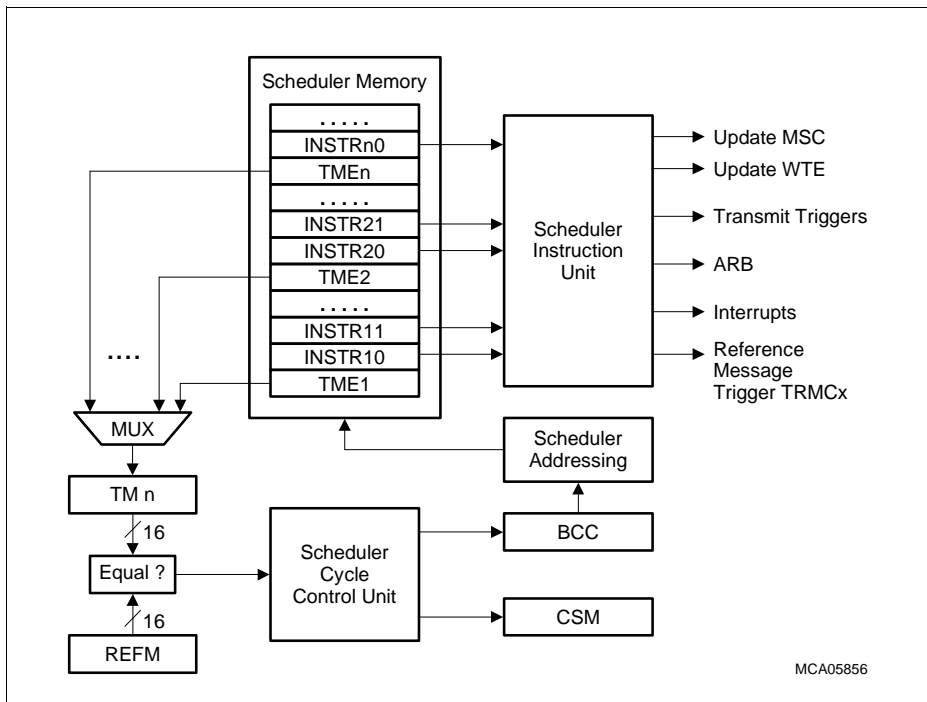 Scheduler Memory
. . . . .
INSTRn0
TMEn
. . . . .
INSTR21
INSTR20
TME2
. . . . .
INSTR11
INSTR10
TME1
Scheduler
Instruction
Unit
Update MSC
Update WTE
Transmit Triggers
ARB
Interrupts
Reference
Message
Trigger TRMCx
....
MUX
TM n
16
Equal ?
16
REFM
Scheduler
Cycle
Control Unit
Scheduler
Addressing
BCC
CSM
MCA05856